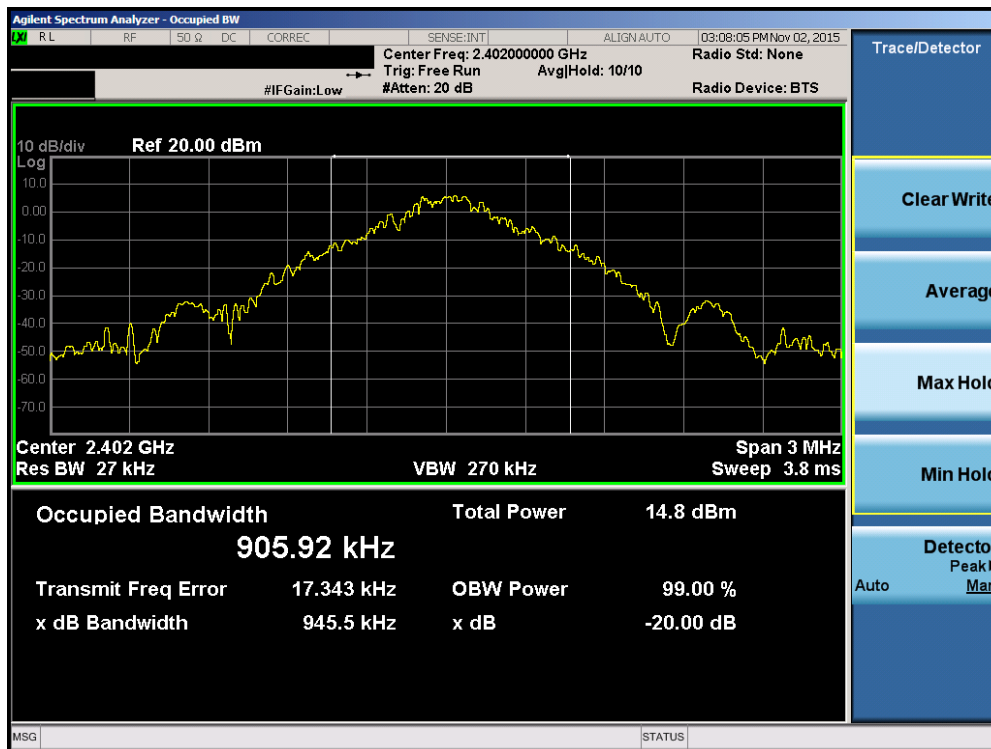 Agilent Spectrum Analyzer - Occupied BW
LXI RL RF 50 Ω DC CORREC SENSE:INT ALIGN AUTO 03:08:05 PM Nov 02, 2015
Center Freq: 2.402000000 GHz Radio Std: None
Trig: Free Run Avg|Hold: 10/10
#IFGain:Low #Atten: 20 dB Radio Device: BTS
10 dB/div Ref 20.00 dBm
Log
10.0
0.00
-10.0
-20.0
-30.0
-40.0
-50.0
-60.0
-70.0
Center 2.402 GHz Span 3 MHz
Res BW 27 kHz VBW 270 kHz Sweep 3.8 ms
Occupied Bandwidth Total Power 14.8 dBm
905.92 kHz
Transmit Freq Error 17.343 kHz OBW Power 99.00 %
x dB Bandwidth 945.5 kHz x dB -20.00 dB
Trace/Detector
Clear Write
Average
Max Hold
Min Hold
Detecto
Peak
Auto Man
MSG STATUS